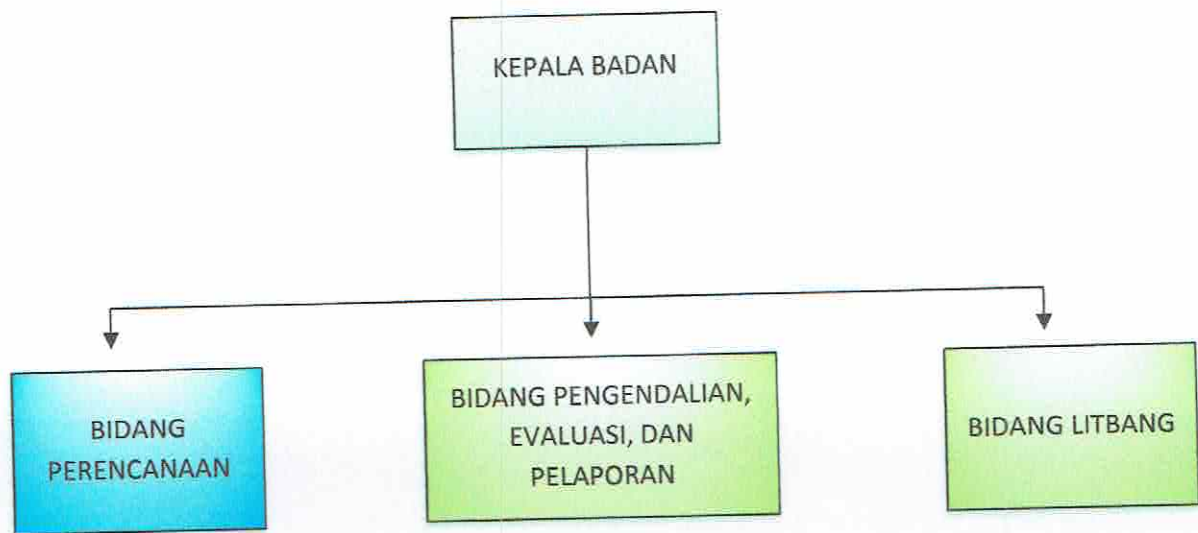 KEPALA BADAN
BIDANG
PERENCANAAN
BIDANG PENGENDALIAN,
EVALUASI, DAN
PELAPORAN
BIDANG LITBANG